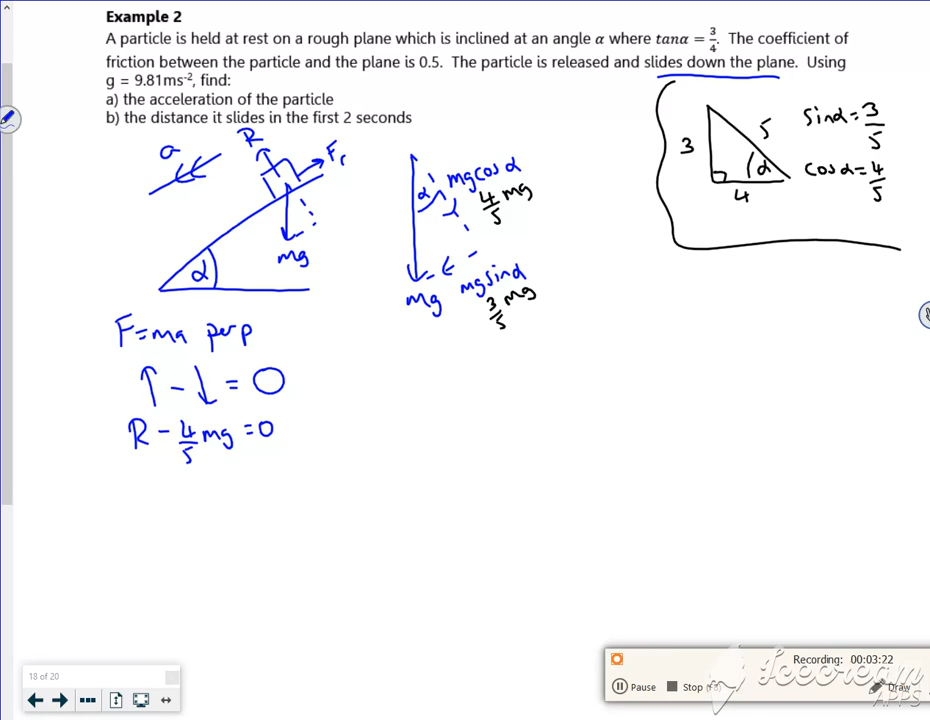 Example 2
A particle is held at rest on a rough plane which is inclined at an angle α where tanα = 3/4. The coefficient of
friction between the particle and the plane is 0.5. The particle is released and slides down the plane. Using
g = 9.81ms⁻², find:
a) the acceleration of the particle
b) the distance it slides in the first 2 seconds
a
R
Fr
α
mg
α
mgcosα
4/5 mg
mg
mgsinα
3/5 mg
3
5
4
α
sinα = 3/5
cosα = 4/5
F=ma perp
↑ - ↓ = 0
R - 4/5 mg = 0
18 of 20
Recording: 00:03:22
Pause
Stop (F8)
Draw
Icecream
APPS